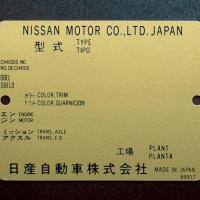 NISSAN MOTOR CO.,LTD.JAPAN
型式 TYPE
TIPO
CHASSIS NO.
NO DE CHASIS
カラー COLOR,TRIM
トリム COLOR,GUARNICION
エンジン ENGINE
MOTOR
ミッション TRANS.,AXLE
アクスル TRANS.,EJE
工場 PLANT
PLANTA
日産自動車株式会社 MADE IN JAPAN